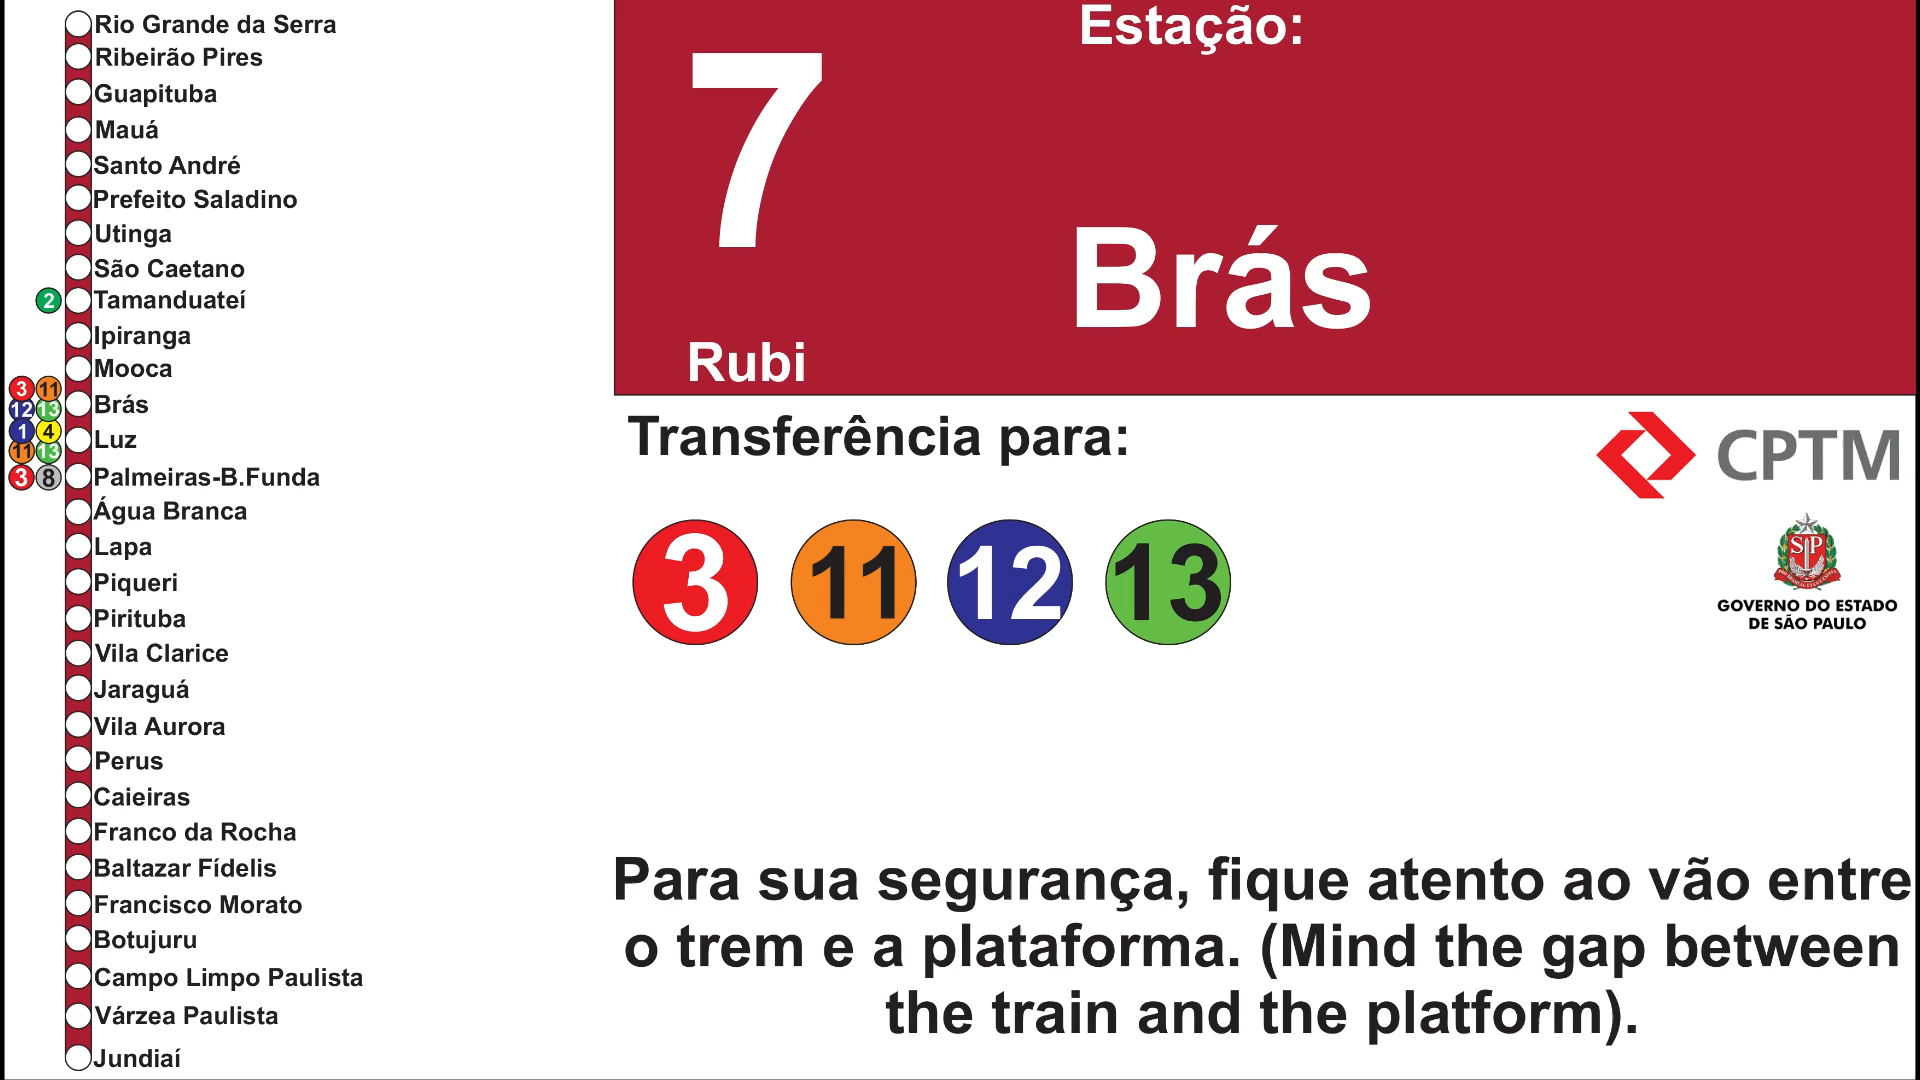 Rio Grande da Serra
Ribeirão Pires
Guapituba
Mauá
Santo André
Prefeito Saladino
Utinga
São Caetano
2 Tamanduateí
Ipiranga
Mooca
3 11
12 13
Brás
1 4
11 13
Luz
3 8 Palmeiras-B.Funda
Água Branca
Lapa
Piqueri
Pirituba
Vila Clarice
Jaraguá
Vila Aurora
Perus
Caieiras
Franco da Rocha
Baltazar Fídelis
Francisco Morato
Botujuru
Campo Limpo Paulista
Várzea Paulista
Jundiaí
7
Rubi
Estação:
Brás
Transferência para:
3 11 12 13
CPTM
SP
GOVERNO DO ESTADO
DE SÃO PAULO
Para sua segurança, fique atento ao vão entre
o trem e a plataforma. (Mind the gap between
the train and the platform).